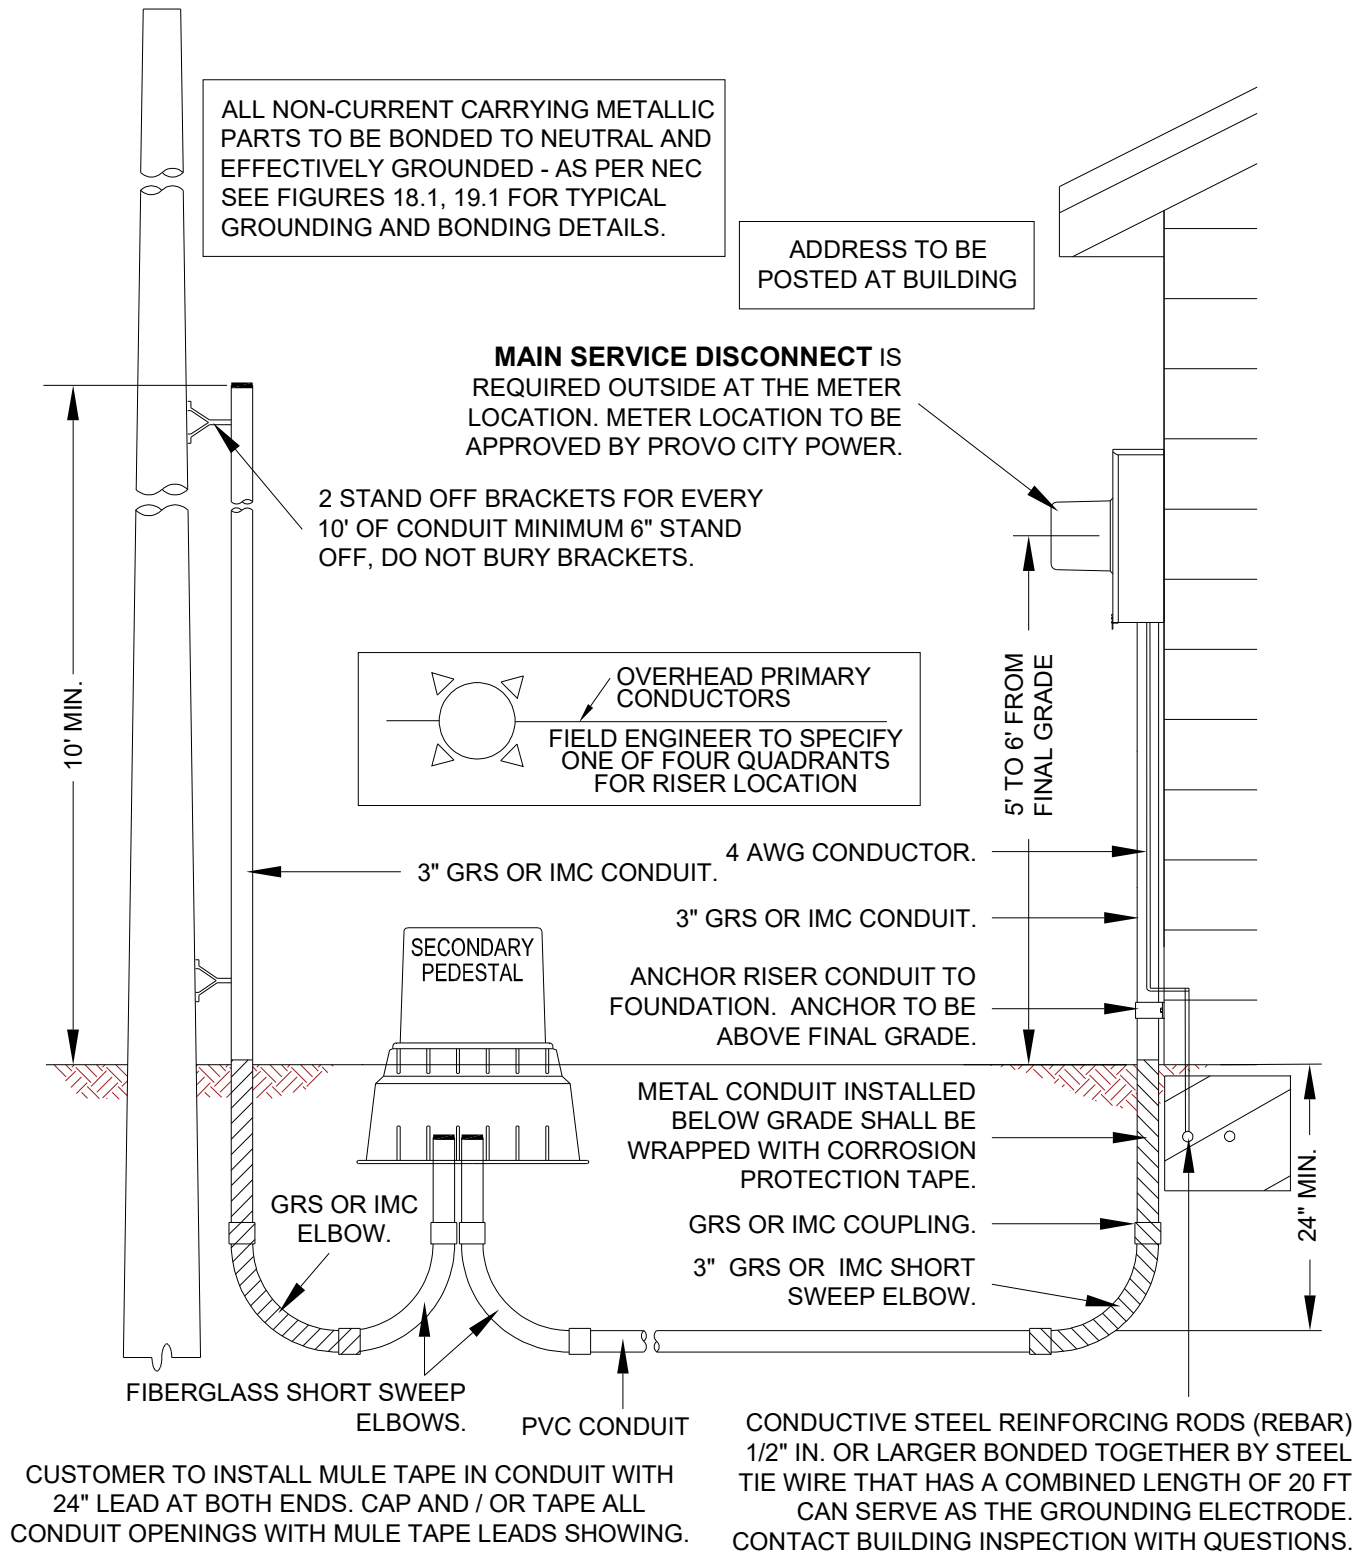 ALL NON-CURRENT CARRYING METALLIC
PARTS TO BE BONDED TO NEUTRAL AND
EFFECTIVELY GROUNDED - AS PER NEC
SEE FIGURES 18.1, 19.1 FOR TYPICAL
GROUNDING AND BONDING DETAILS.
ADDRESS TO BE
POSTED AT BUILDING
MAIN SERVICE DISCONNECT IS
REQUIRED OUTSIDE AT THE METER
LOCATION. METER LOCATION TO BE
APPROVED BY PROVO CITY POWER.
2 STAND OFF BRACKETS FOR EVERY
10' OF CONDUIT MINIMUM 6" STAND
OFF, DO NOT BURY BRACKETS.
10' MIN.
OVERHEAD PRIMARY
CONDUCTORS
FIELD ENGINEER TO SPECIFY
ONE OF FOUR QUADRANTS
FOR RISER LOCATION
5' TO 6' FROM
FINAL GRADE
4 AWG CONDUCTOR.
3" GRS OR IMC CONDUIT.
3" GRS OR IMC CONDUIT.
SECONDARY
PEDESTAL
ANCHOR RISER CONDUIT TO
FOUNDATION. ANCHOR TO BE
ABOVE FINAL GRADE.
METAL CONDUIT INSTALLED
BELOW GRADE SHALL BE
WRAPPED WITH CORROSION
PROTECTION TAPE.
24" MIN.
GRS OR IMC
ELBOW.
GRS OR IMC COUPLING.
3" GRS OR IMC SHORT
SWEEP ELBOW.
FIBERGLASS SHORT SWEEP
ELBOWS.
PVC CONDUIT
CUSTOMER TO INSTALL MULE TAPE IN CONDUIT WITH
24" LEAD AT BOTH ENDS. CAP AND / OR TAPE ALL
CONDUIT OPENINGS WITH MULE TAPE LEADS SHOWING.
CONDUCTIVE STEEL REINFORCING RODS (REBAR)
1/2" IN. OR LARGER BONDED TOGETHER BY STEEL
TIE WIRE THAT HAS A COMBINED LENGTH OF 20 FT
CAN SERVE AS THE GROUNDING ELECTRODE.
CONTACT BUILDING INSPECTION WITH QUESTIONS.